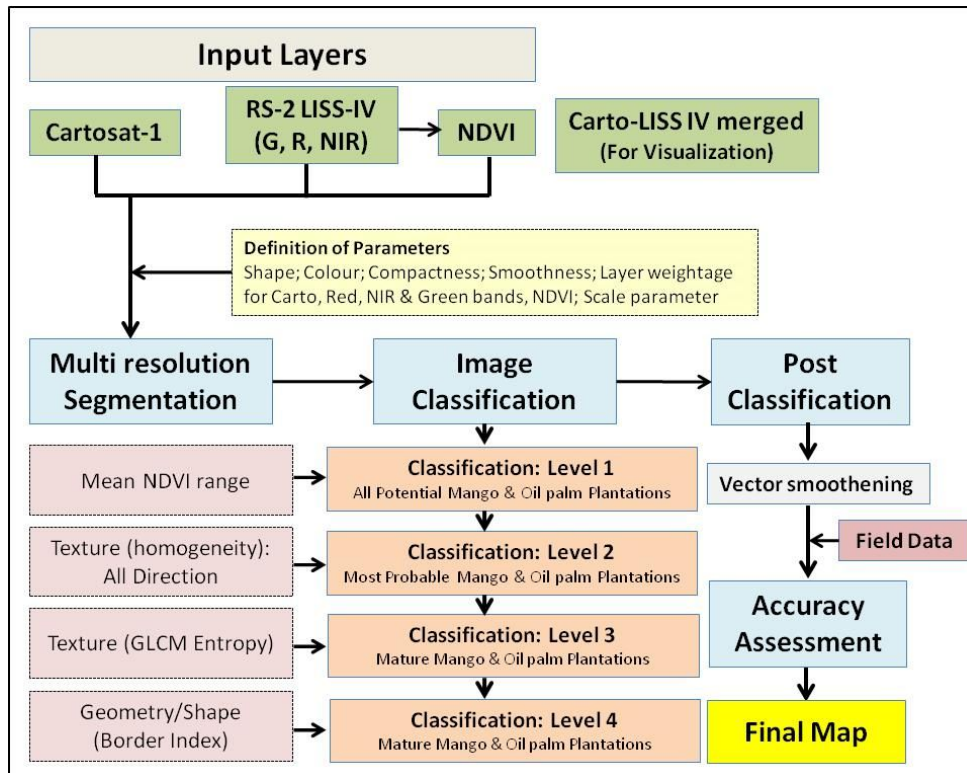 Input Layers
Cartosat-1
RS-2 LISS-IV
(G, R, NIR)
NDVI
Carto-LISS IV merged
(For Visualization)
Definition of Parameters
Shape; Colour; Compactness; Smoothness; Layer weightage
for Carto, Red, NIR & Green bands, NDVI; Scale parameter
Multi resolution
Segmentation
Image
Classification
Post
Classification
Mean NDVI range
Classification: Level 1
All Potential Mango & Oil palm Plantations
Vector smoothening
Texture (homogeneity):
All Direction
Classification: Level 2
Most Probable Mango & Oil palm Plantations
Field Data
Texture (GLCM Entropy)
Classification: Level 3
Mature Mango & Oil palm Plantations
Accuracy
Assessment
Geometry/Shape
(Border Index)
Classification: Level 4
Mature Mango & Oil palm Plantations
Final Map